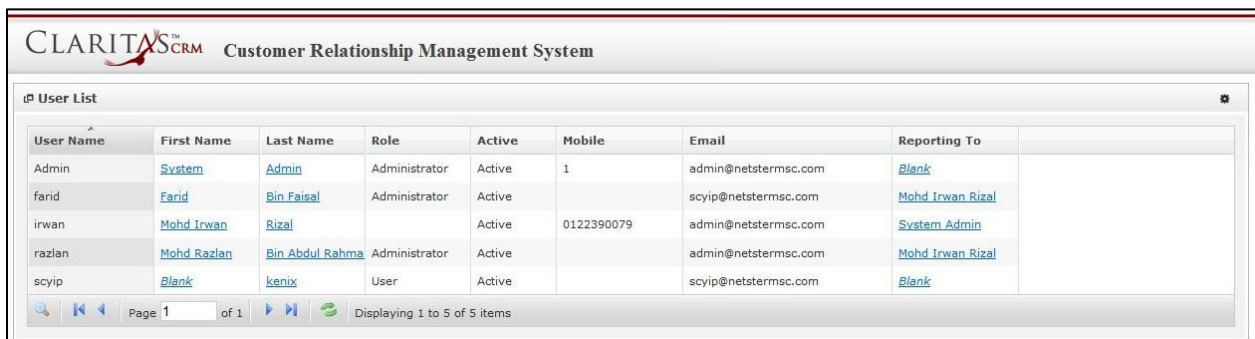 CLARITAS™CRM Customer Relationship Management System
User List
User Name First Name Last Name Role Active Mobile Email Reporting To
Admin System Admin Administrator Active 1 admin@netstermsc.com Blank
farid Farid Bin Faisal Administrator Active scyip@netstermsc.com Mohd Irwan Rizal
irwan Mohd Irwan Rizal Active 0122390079 admin@netstermsc.com System Admin
razlan Mohd Razlan Bin Abdul Rahma Administrator Active admin@netstermsc.com Mohd Irwan Rizal
scyip Blank kenix User Active scyip@netstermsc.com Blank
Page 1 of 1 Displaying 1 to 5 of 5 items